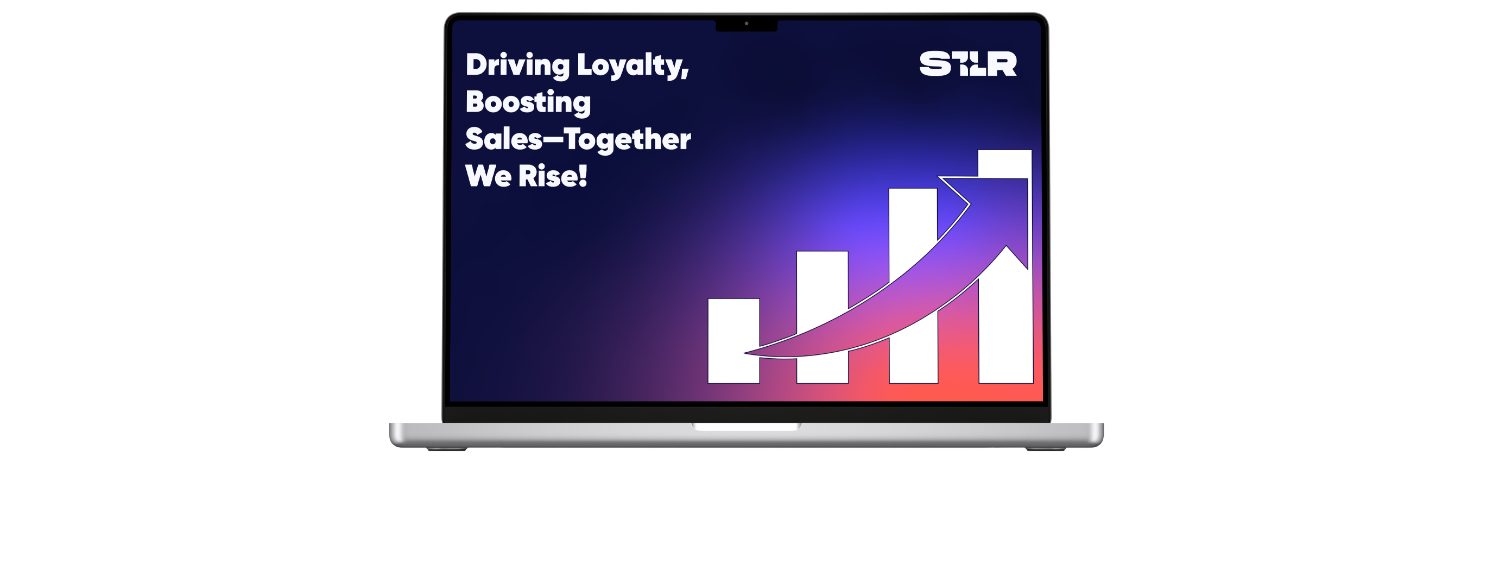 Driving Loyalty,
Boosting
Sales—Together
We Rise!
STLR